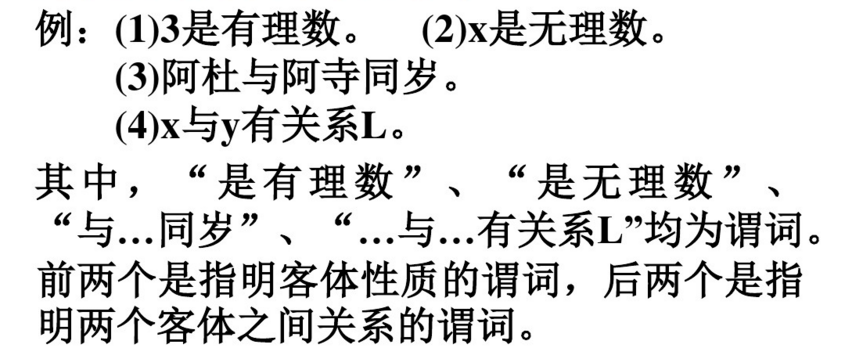 例：(1)3是有理数。 (2)x是无理数。
(3)阿杜与阿寺同岁。
(4)x与y有关系L。
其中，“是有理数”、“是无理数”、
“与…同岁”、“…与…有关系L”均为谓词。
前两个是指明客体性质的谓词，后两个是指
明两个客体之间关系的谓词。